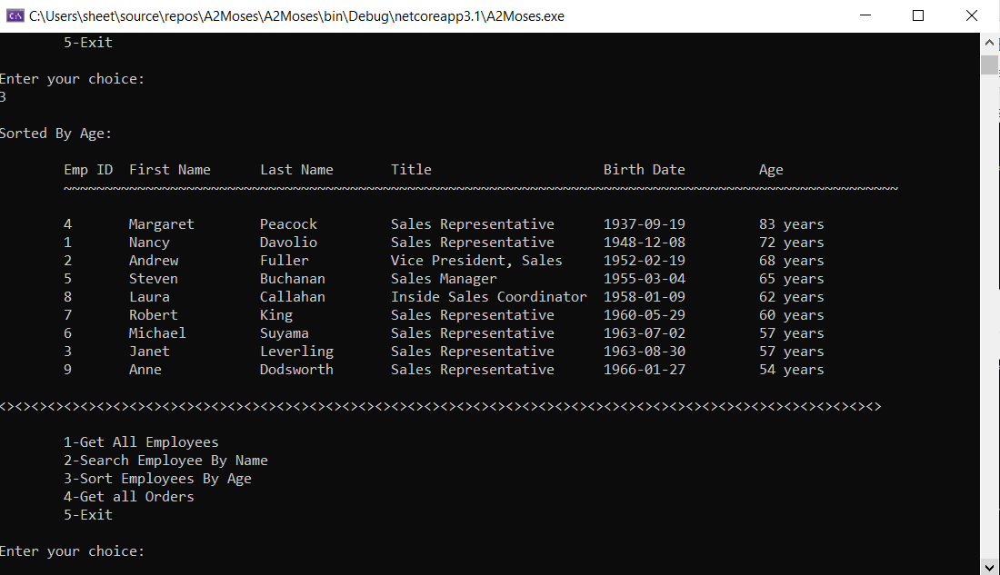 C:\Users\sheet\source\repos\A2Moses\A2Moses\bin\Debug\netcoreapp3.1\A2Moses.exe
5-Exit
Enter your choice:
3
Sorted By Age:
Emp ID  First Name      Last Name       Title                     Birth Date         Age
~~~~~~~~~~~~~~~~~~~~~~~~~~~~~~~~~~~~~~~~~~~~~~~~~~~~~~~~~~~~~~~~~~~~~~~~~~~~~~~~~~~~~~~~~~~~~~~~~~~~~~
4       Margaret        Peacock         Sales Representative      1937-09-19         83 years
1       Nancy           Davolio         Sales Representative      1948-12-08         72 years
2       Andrew          Fuller          Vice President, Sales     1952-02-19         68 years
5       Steven          Buchanan        Sales Manager             1955-03-04         65 years
8       Laura           Callahan        Inside Sales Coordinator  1958-01-09         62 years
7       Robert          King            Sales Representative      1960-05-29         60 years
6       Michael         Suyama          Sales Representative      1963-07-02         57 years
3       Janet           Leverling       Sales Representative      1963-08-30         57 years
9       Anne            Dodsworth       Sales Representative      1966-01-27         54 years
<><><><><><><><><><><><><><><><><><><><><><><><><><><><><><><><><><><><><><><><><><><><><><><><><><><><><><>
1-Get All Employees
2-Search Employee By Name
3-Sort Employees By Age
4-Get all Orders
5-Exit
Enter your choice: